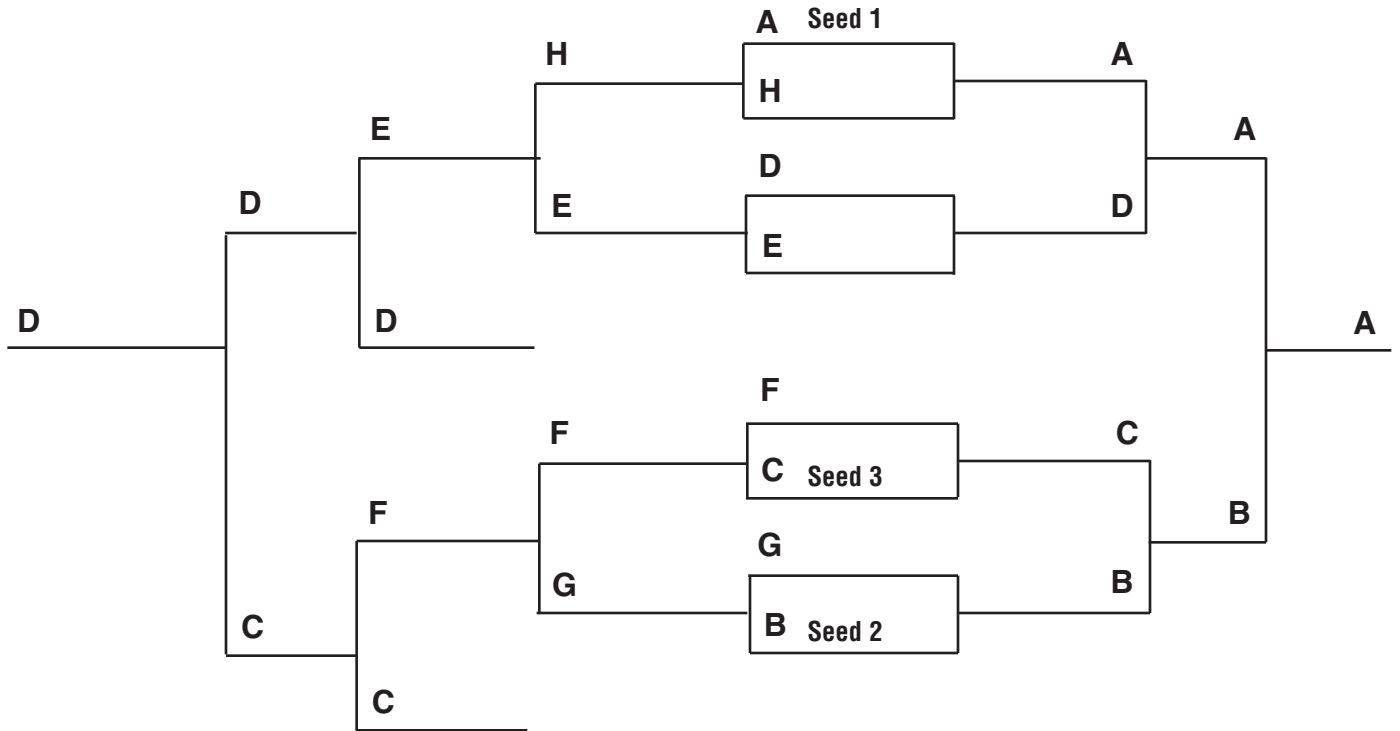 A Seed 1
H A
H
E A
D
D
E D
E
D D
A
F
F C
C Seed 3
F B
G
G B
B Seed 2
C
C